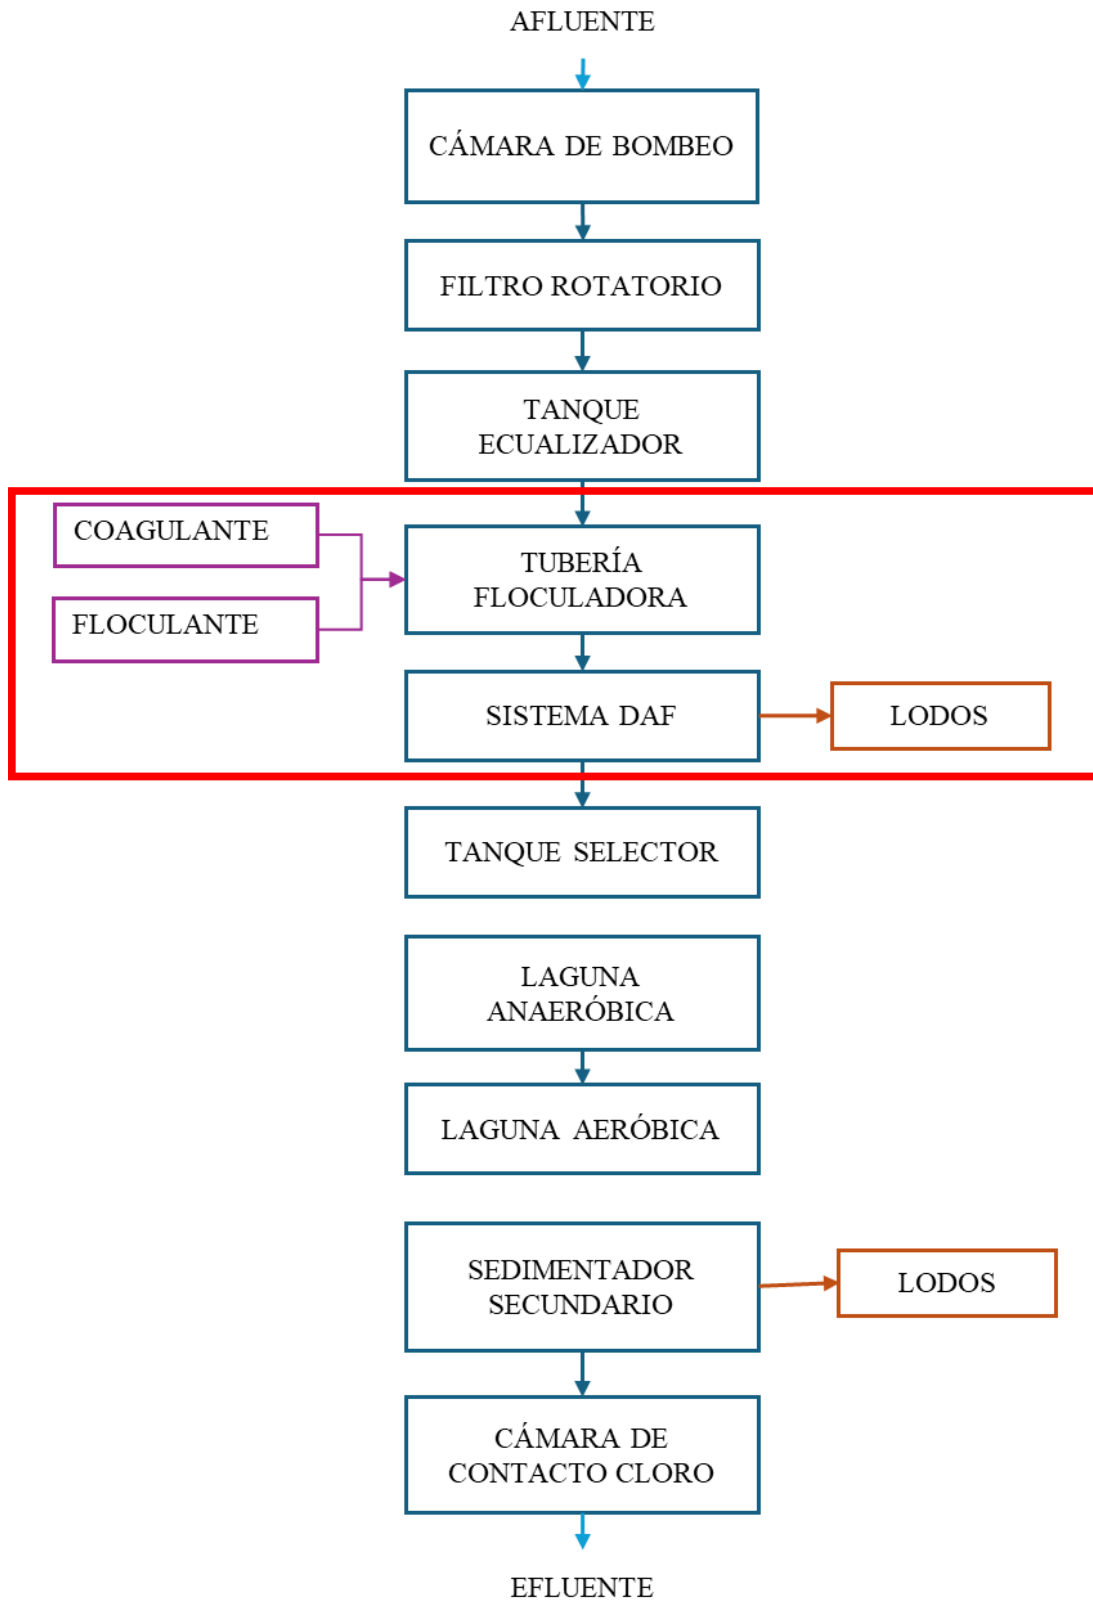 AFLUENTE
CÁMARA DE BOMBEO
FILTRO ROTATORIO
TANQUE
ECUALIZADOR
COAGULANTE
FLOCULANTE
TUBERÍA
FLOCULADORA
SISTEMA DAF
LODOS
TANQUE SELECTOR
LAGUNA
ANAERÓBICA
LAGUNA AERÓBICA
SEDIMENTADOR
SECUNDARIO
LODOS
CÁMARA DE
CONTACTO CLORO
EFLUENTE